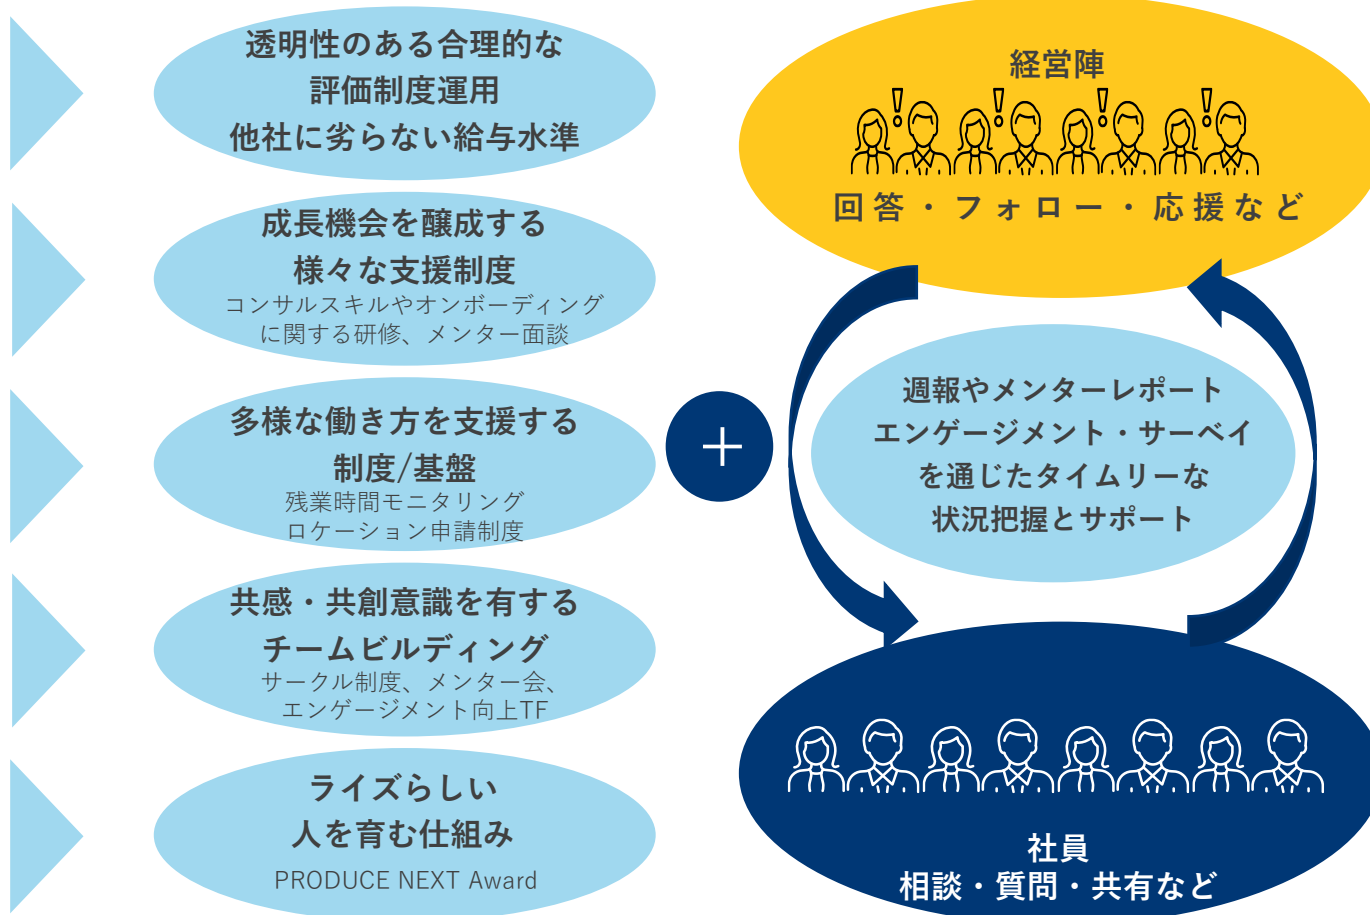 透明性のある合理的な
評価制度運用
他社に劣らない給与水準
成長機会を醸成する
様々な支援制度
コンサルスキルやオンボーディング
に関する研修、メンター面談
多様な働き方を支援する
制度/基盤
残業時間モニタリング
ロケーション申請制度
共感・共創意識を有する
チームビルディング
サークル制度、メンター会、
エンゲージメント向上TF
ライズらしい
人を育む仕組み
PRODUCE NEXT Award
+
経営陣
! ! ! !
回答・フォロー・応援など
週報やメンターレポート
エンゲージメント・サーベイ
を通じたタイムリーな
状況把握とサポート
社員
相談・質問・共有など